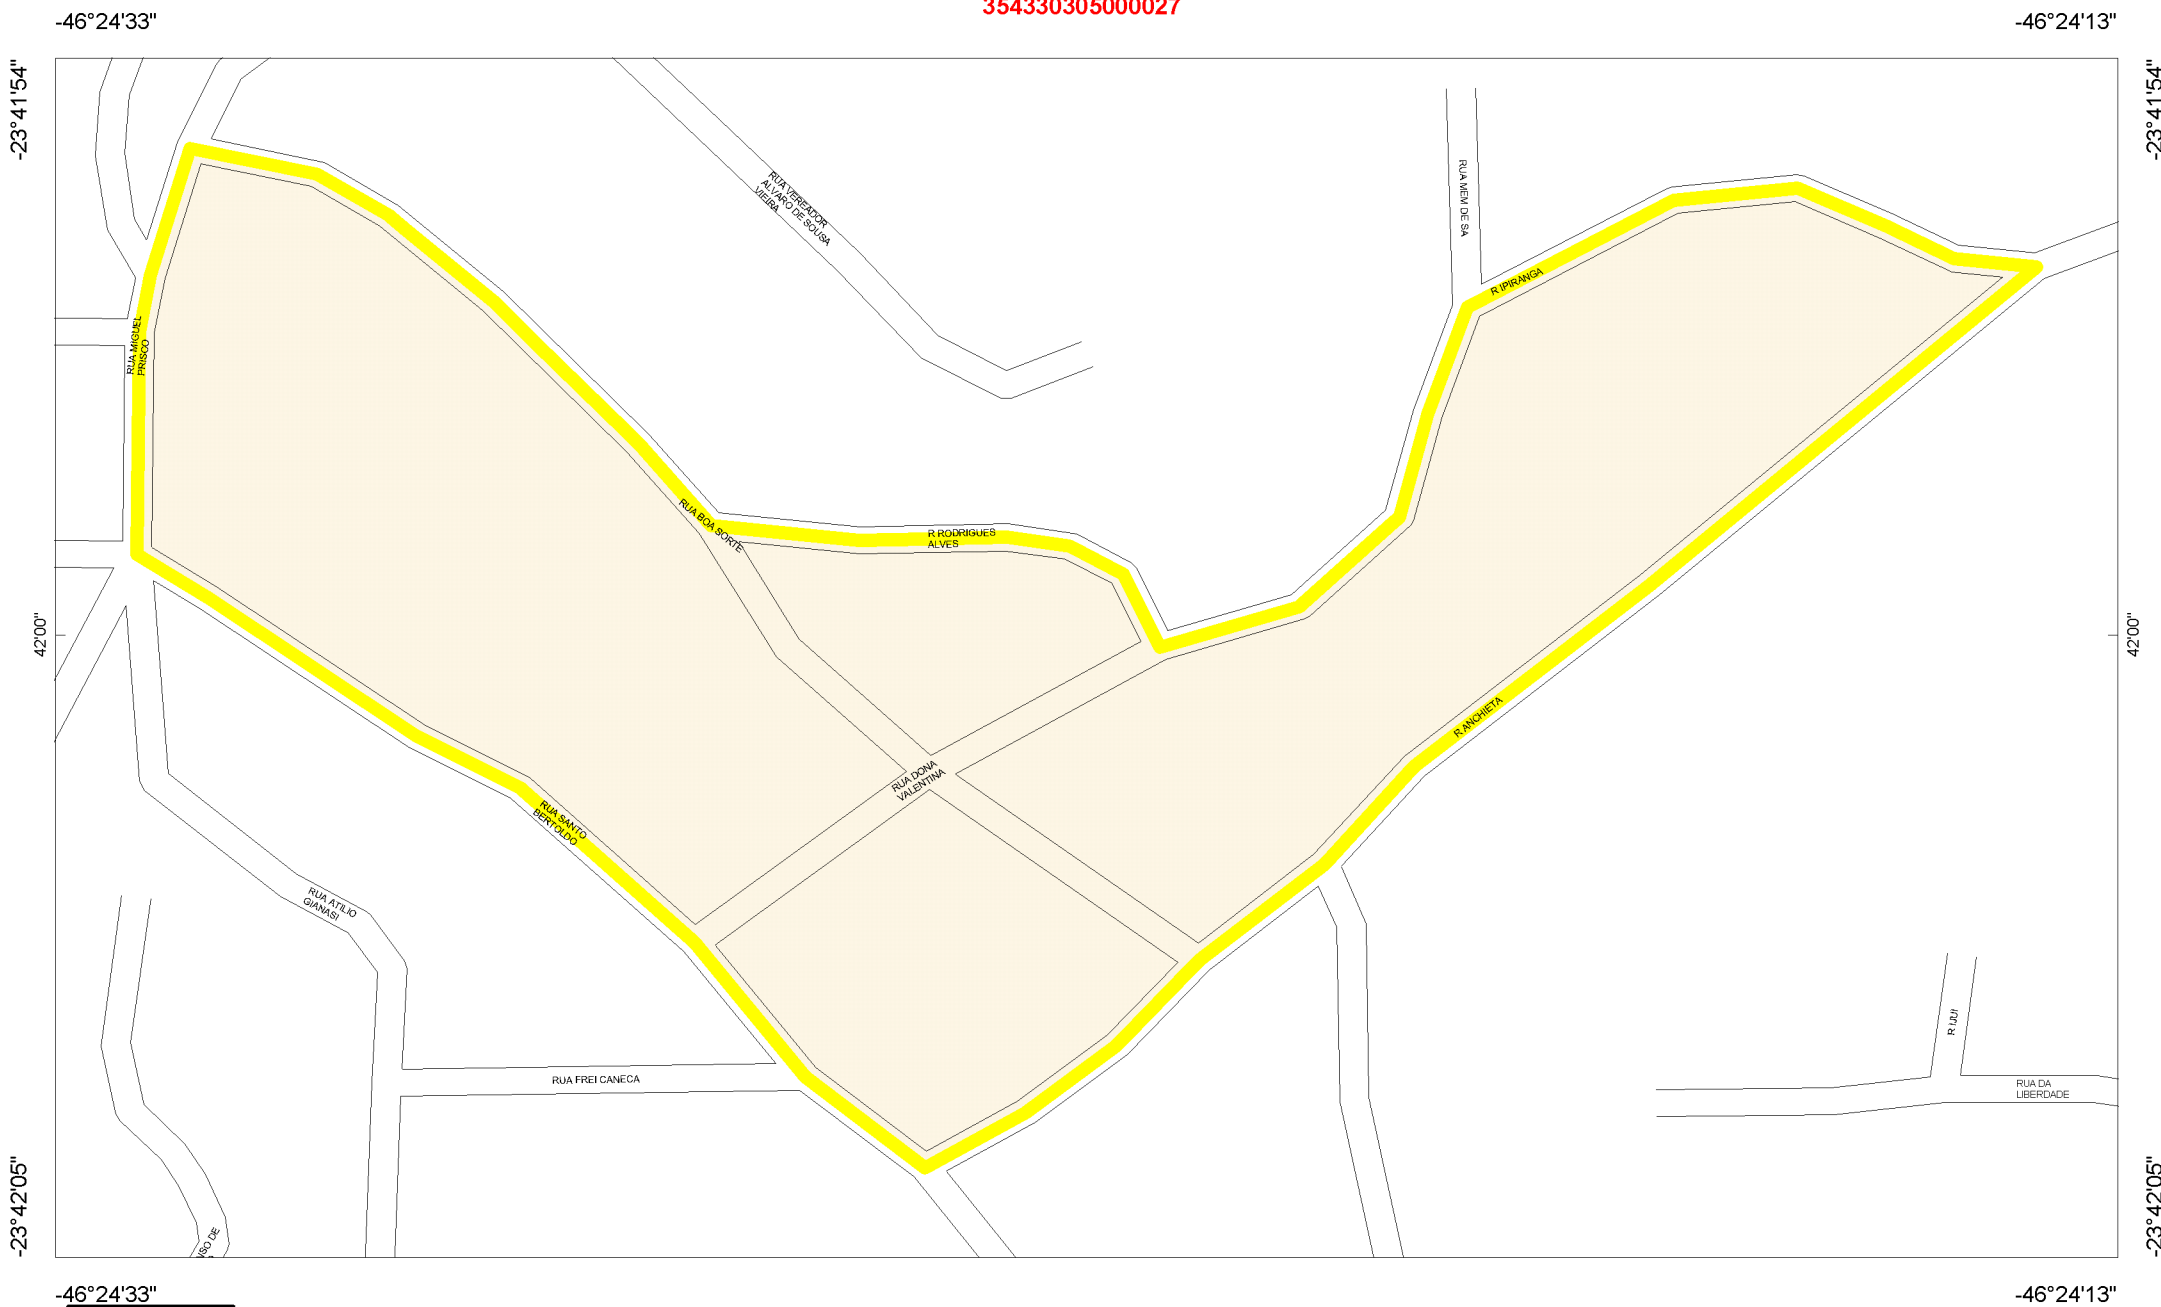 354330305000027
-46°24'33"
-46°24'13"
-23°41'54"
-23°41'54"
RUA MEM DE SA
RUA VEREADOR
ALVARO DE SOUSA
VIEIRA
R IPIRANGA
RUA MIGUEL
PRISCO
RUA BOA SORTE
R RODRIGUES
ALVES
42'00"
42'00"
R ANCHIETA
RUA DONA
VALENTINA
RUA SANTO
BERTOLDO
RUA ATILIO
GIANASI
R IJUI
RUA FREI CANECA
RUA DA
LIBERDADE
-23°42'05"
-23°42'05"
NSO DE
-46°24'33"
-46°24'13"